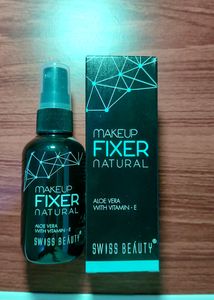 MAKEUP
FIXER
NATURAL
ALOE VERA
WITH VITAMIN - E
SWISS BEAUTY®
MAKEUP
FIXER
NATURAL
ALOE VERA
WITH VITAMIN - E
SWISS BEAUTY®